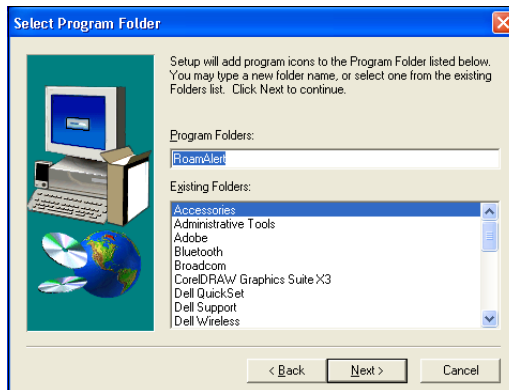 Select Program Folder
Setup will add program icons to the Program Folder listed below.
You may type a new folder name, or select one from the existing
Folders list. Click Next to continue.
Program Folders:
RoamAlert
Existing Folders:
Accessories
Administrative Tools
Adobe
Bluetooth
Broadcom
CorelDRAW Graphics Suite X3
Dell QuickSet
Dell Support
Dell Wireless
< Back
Next >
Cancel